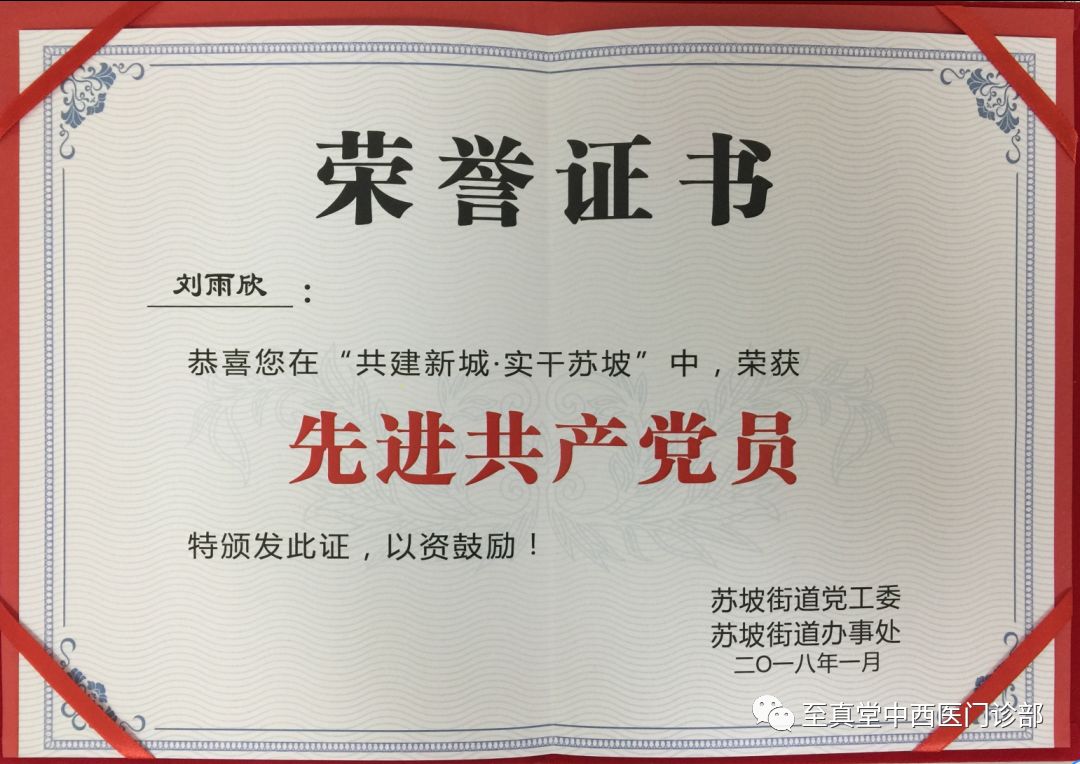 荣誉证书
刘雨欣：
恭喜您在“共建新城·实干苏坡”中，荣获
先进共产党员
特颁发此证，以资鼓励！
苏坡街道党工委
苏坡街道办事处
二〇一八年一月
至真堂中西医门诊部